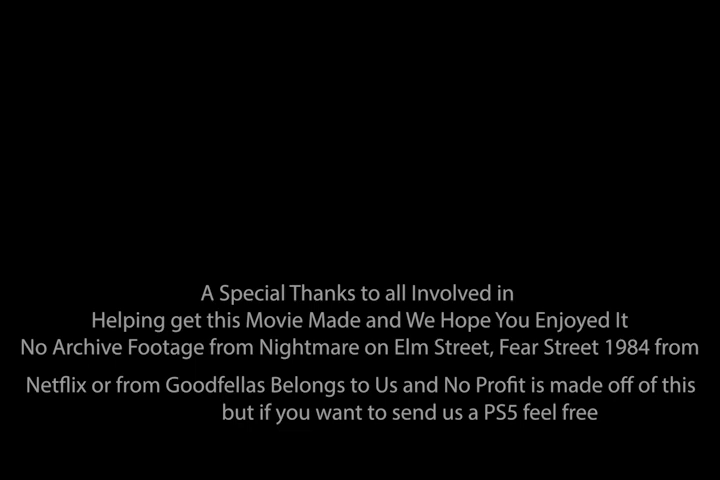 A Special Thanks to all Involved in
Helping get this Movie Made and We Hope You Enjoyed It
No Archive Footage from Nightmare on Elm Street, Fear Street 1984 from
Netflix or from Goodfellas Belongs to Us and No Profit is made off of this
but if you want to send us a PS5 feel free